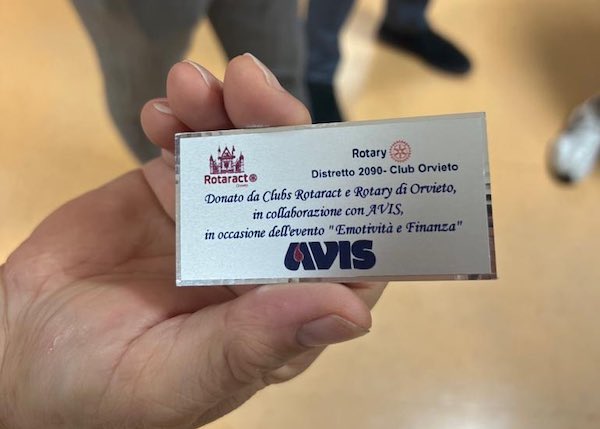 Rotaract
Orvieto
Rotary
Distretto 2090- Club Orvieto
Donato da Clubs Rotaract e Rotary di Orvieto,
in collaborazione con AVIS,
in occasione dell'evento "Emotività e Finanza"
AVIS